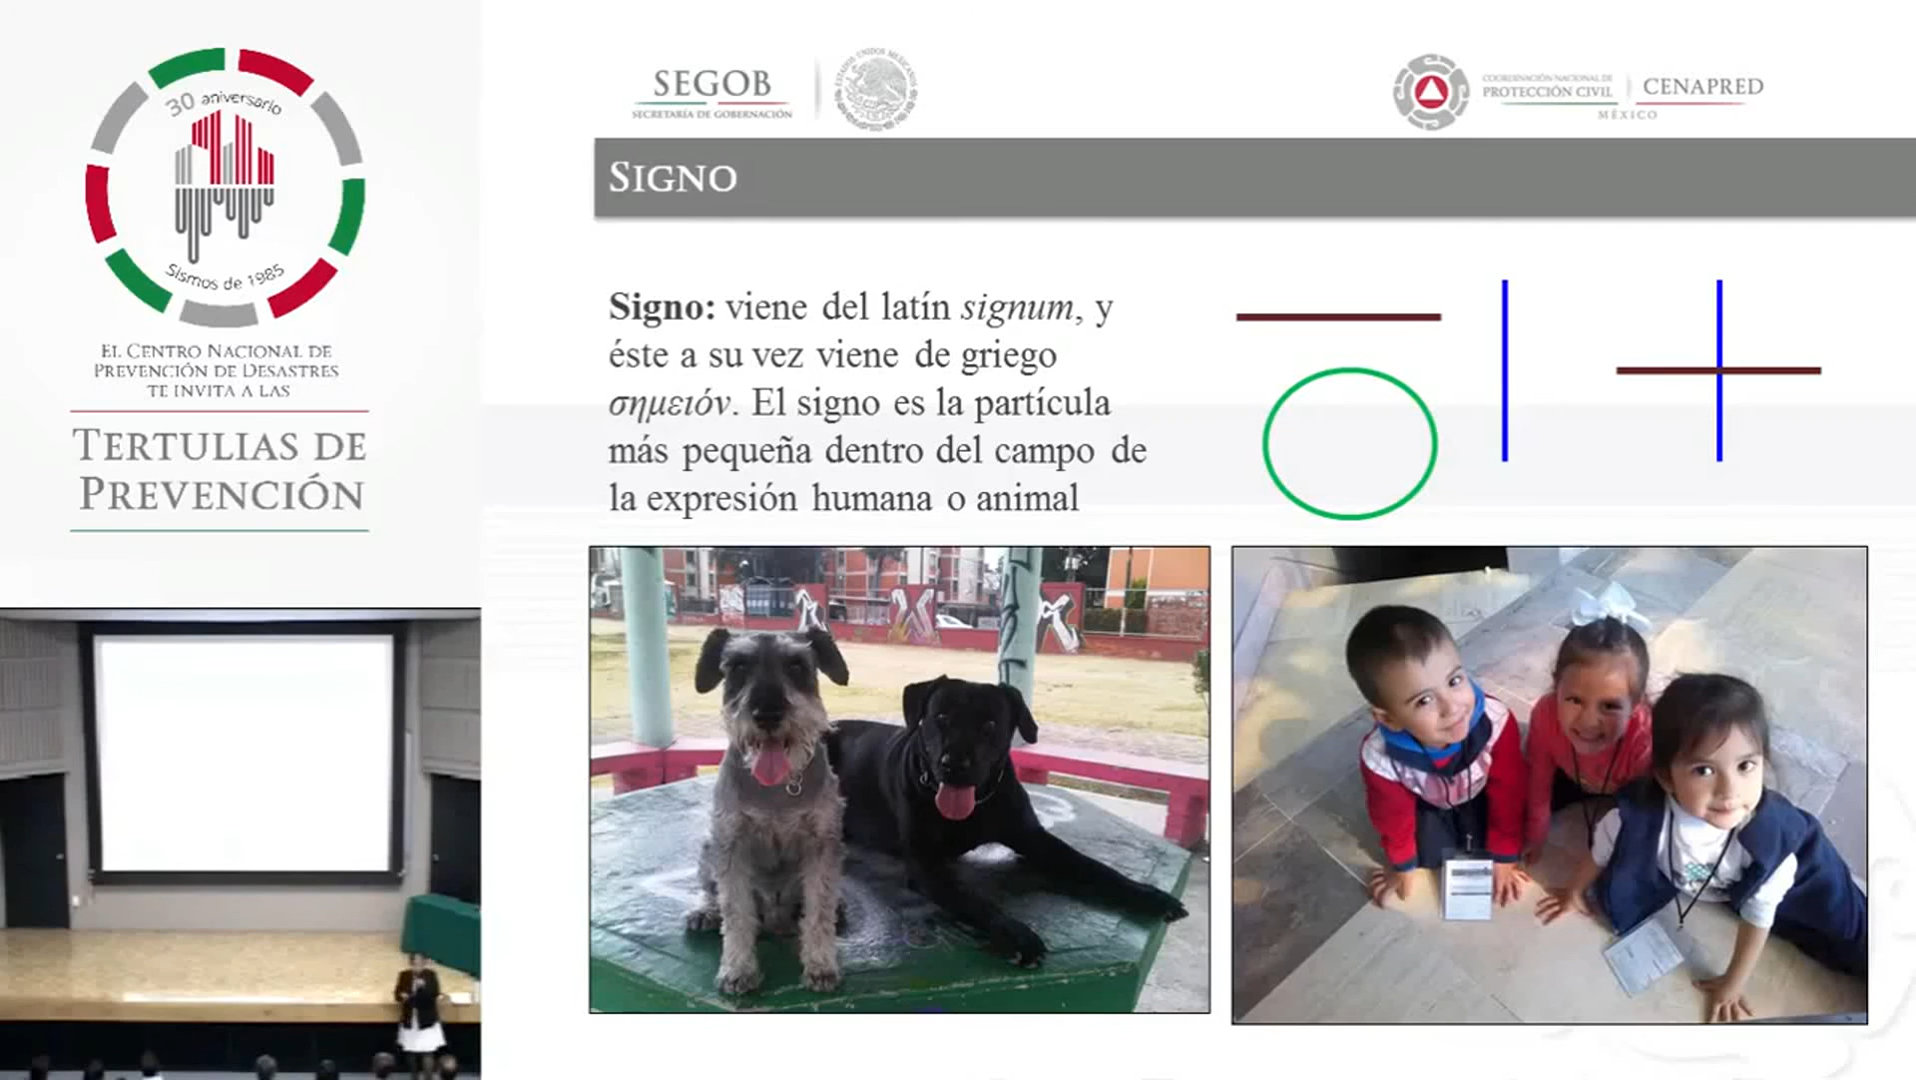 30 aniversario
Sismos de 1985
EL CENTRO NACIONAL DE
PREVENCIÓN DE DESASTRES
TE INVITA A LAS
TERTULIAS DE
PREVENCIÓN
SEGOB
SECRETARÍA DE GOBERNACIÓN
ESTADOS UNIDOS MEXICANOS
COORDINACIÓN NACIONAL DE
PROTECCIÓN CIVIL
CENAPRED
MÉXICO
SIGNO
Signo: viene del latín signum, y
éste a su vez viene de griego
σημειόν. El signo es la partícula
más pequeña dentro del campo de
la expresión humana o animal